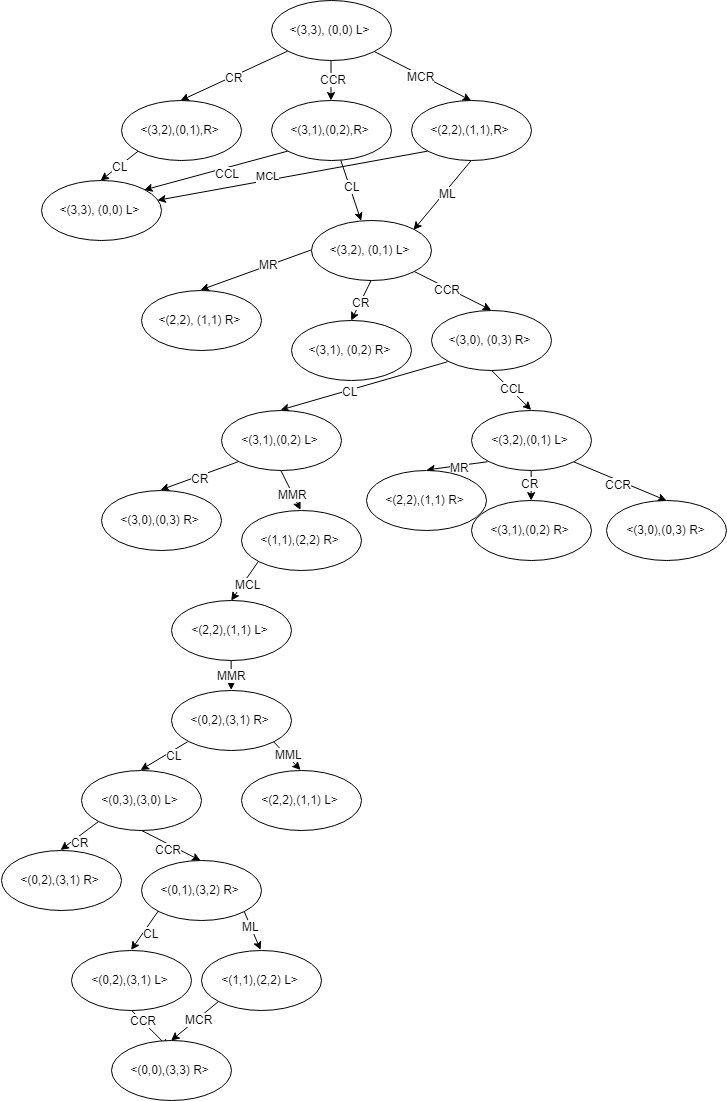 <(3,3), (0,0) L>
CR
CCR
MCR
<(3,2),(0,1),R>
<(3,1),(0,2),R>
<(2,2),(1,1),R>
CL
CCL
MCL
CL
ML
<(3,3), (0,0) L>
<(3,2), (0,1) L>
MR
CR
CCR
<(2,2), (1,1) R>
<(3,1), (0,2) R>
<(3,0), (0,3) R>
CL
CCL
<(3,1),(0,2) L>
<(3,2),(0,1) L>
CR
MMR
MR
CR
CCR
<(3,0),(0,3) R>
<(2,2),(1,1) R>
<(3,1),(0,2) R>
<(3,0),(0,3) R>
<(1,1),(2,2) R>
MCL
<(2,2),(1,1) L>
MMR
<(0,2),(3,1) R>
CL
MML
<(0,3),(3,0) L>
<(2,2),(1,1) L>
CR
CCR
<(0,2),(3,1) R>
<(0,1),(3,2) R>
CL
ML
<(0,2),(3,1) L>
<(1,1),(2,2) L>
CCR
MCR
<(0,0),(3,3) R>